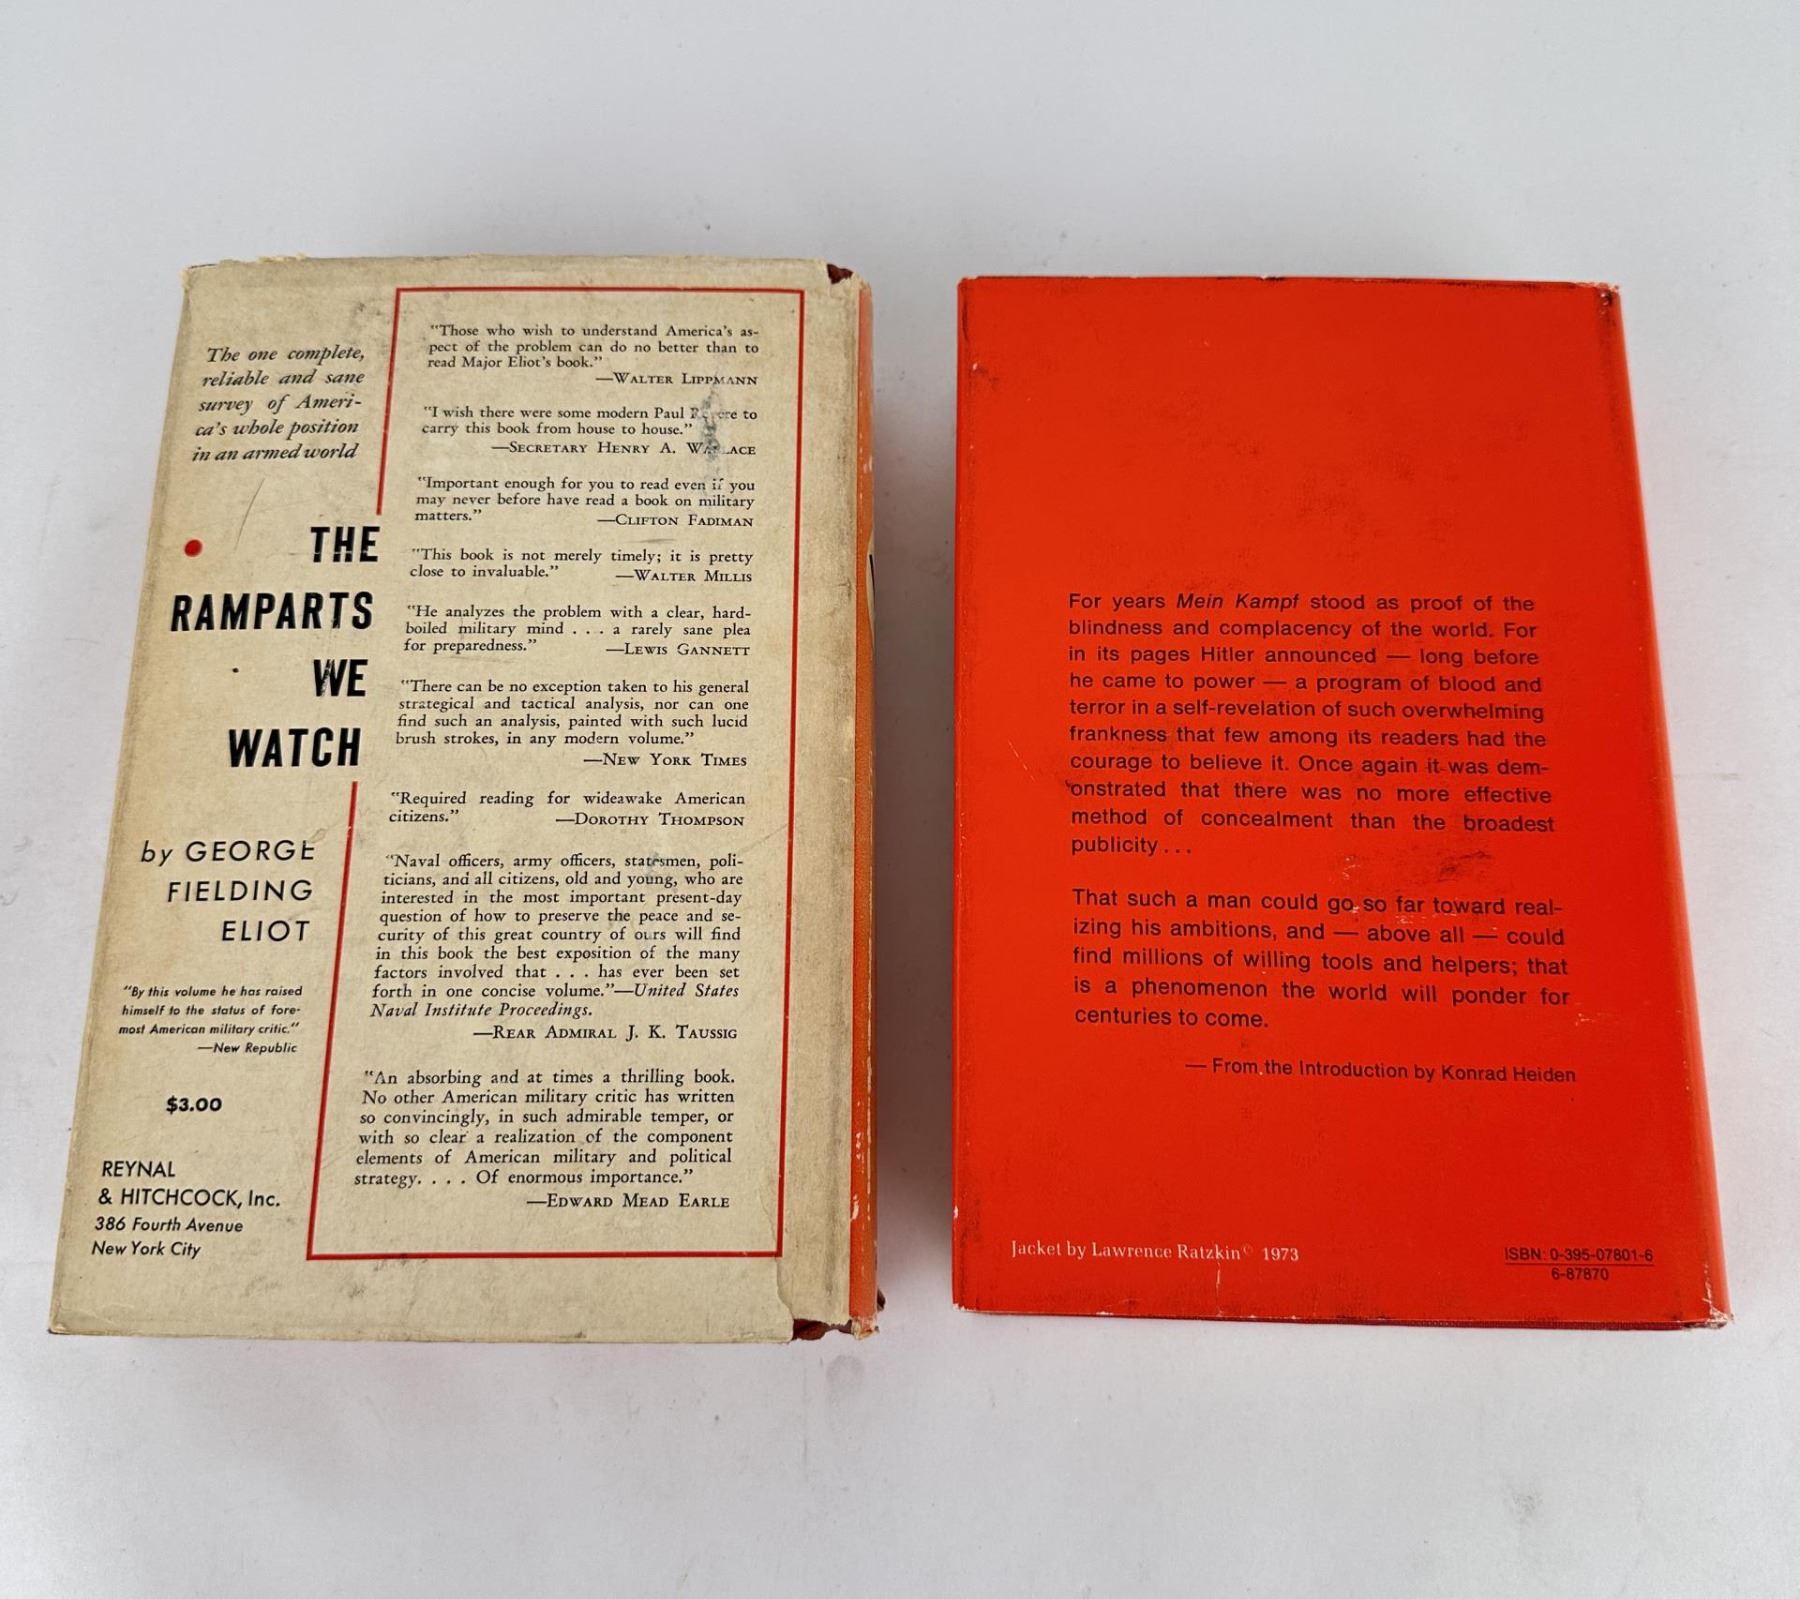 The one complete,
reliable and sane
survey of Ameri-
ca's whole position
in an armed world
THE
RAMPARTS
WE
WATCH
by GEORGE
FIELDING
ELIOT
"By this volume he has raised
himself to the status of fore-
most American military critic."
—New Republic
$3.00
REYNAL
& HITCHCOCK, Inc.
386 Fourth Avenue
New York City
"Those who wish to understand America's as-
pect of the problem can do no better than to
read Major Eliot's book."
—WALTER LIPPMANN
"I wish there were some modern Paul Revere to
carry this book from house to house."
—SECRETARY HENRY A. WALLACE
"Important enough for you to read even if you
may never before have read a book on military
matters." —CLIFTON FADIMAN
"This book is not merely timely; it is pretty
close to invaluable." —WALTER MILLIS
"He analyzes the problem with a clear, hard-
boiled military mind . . . a rarely sane plea
for preparedness." —LEWIS GANNETT
"There can be no exception taken to his general
strategical and tactical analysis, nor can one
find such an analysis, painted with such lucid
brush strokes, in any modern volume."
—NEW YORK TIMES
"Required reading for wideawake American
citizens." —DOROTHY THOMPSON
"Naval officers, army officers, statesmen, poli-
ticians, and all citizens, old and young, who are
interested in the most important present-day
question of how to preserve the peace and se-
curity of this great country of ours will find
in this book the best exposition of the many
factors involved that . . . has ever been set
forth in one concise volume."—United States
Naval Institute Proceedings.
—REAR ADMIRAL J. K. TAUSSIG
"An absorbing and at times a thrilling book.
No other American military critic has written
so convincingly, in such admirable temper, or
with so clear a realization of the component
elements of American military and political
strategy. . . . Of enormous importance."
—EDWARD MEAD EARLE
For years Mein Kampf stood as proof of the
blindness and complacency of the world. For
in its pages Hitler announced — long before
he came to power — a program of blood and
terror in a self-revelation of such overwhelming
frankness that few among its readers had the
courage to believe it. Once again it was dem-
onstrated that there was no more effective
method of concealment than the broadest
publicity . . .
That such a man could go so far toward real-
izing his ambitions, and — above all — could
find millions of willing tools and helpers; that
is a phenomenon the world will ponder for
centuries to come.
— From the Introduction by Konrad Heiden
Jacket by Lawrence Ratzkin © 1973
ISBN: 0-395-07801-6
6-87870